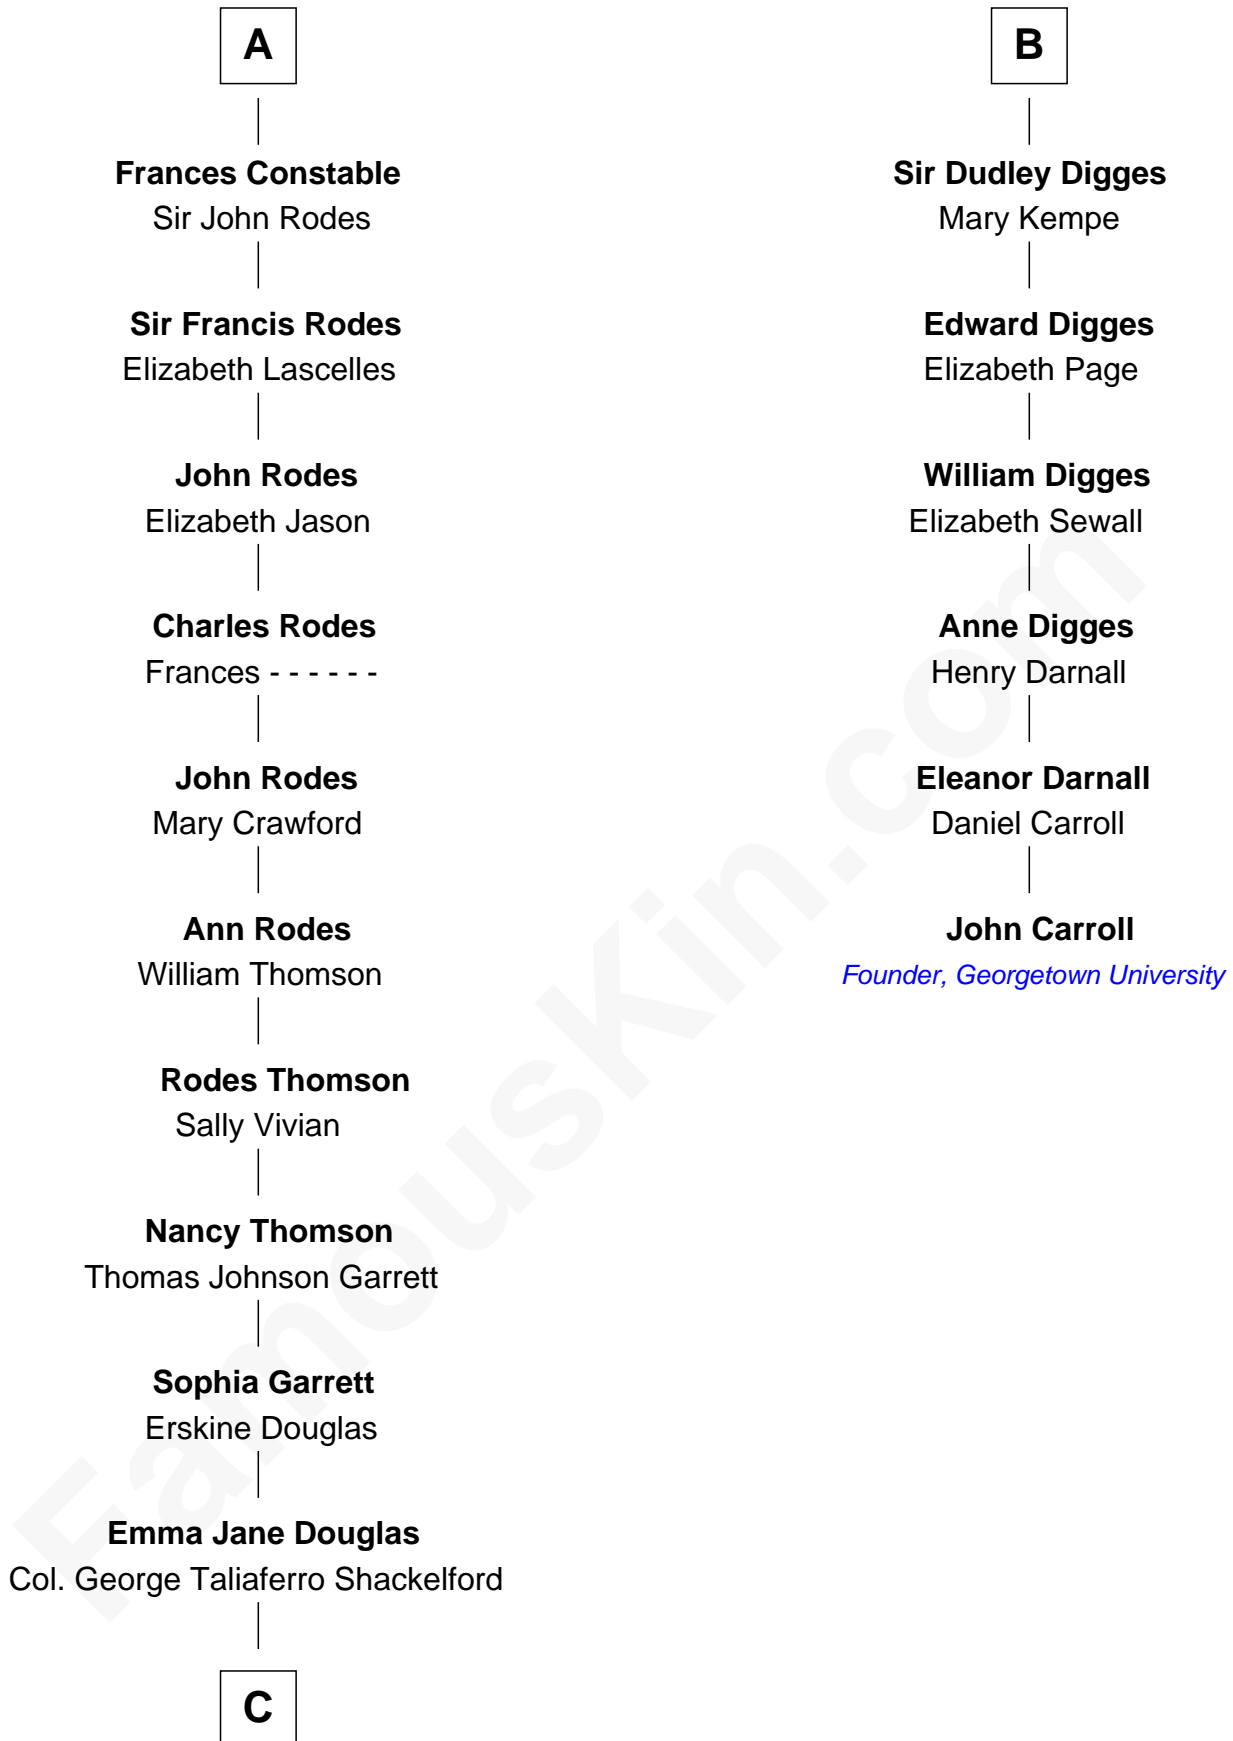 A
Frances Constable
Sir John Rodes
Sir Francis Rodes
Elizabeth Lascelles
John Rodes
Elizabeth Jason
Charles Rodes
Frances - - - - - -
John Rodes
Mary Crawford
Ann Rodes
William Thomson
Rodes Thomson
Sally Vivian
Nancy Thomson
Thomas Johnson Garrett
Sophia Garrett
Erskine Douglas
Emma Jane Douglas
Col. George Taliaferro Shackelford
C
B
Sir Dudley Digges
Mary Kempe
Edward Digges
Elizabeth Page
William Digges
Elizabeth Sewall
Anne Digges
Henry Darnall
Eleanor Darnall
Daniel Carroll
John Carroll
Founder, Georgetown University
FamousKin.com